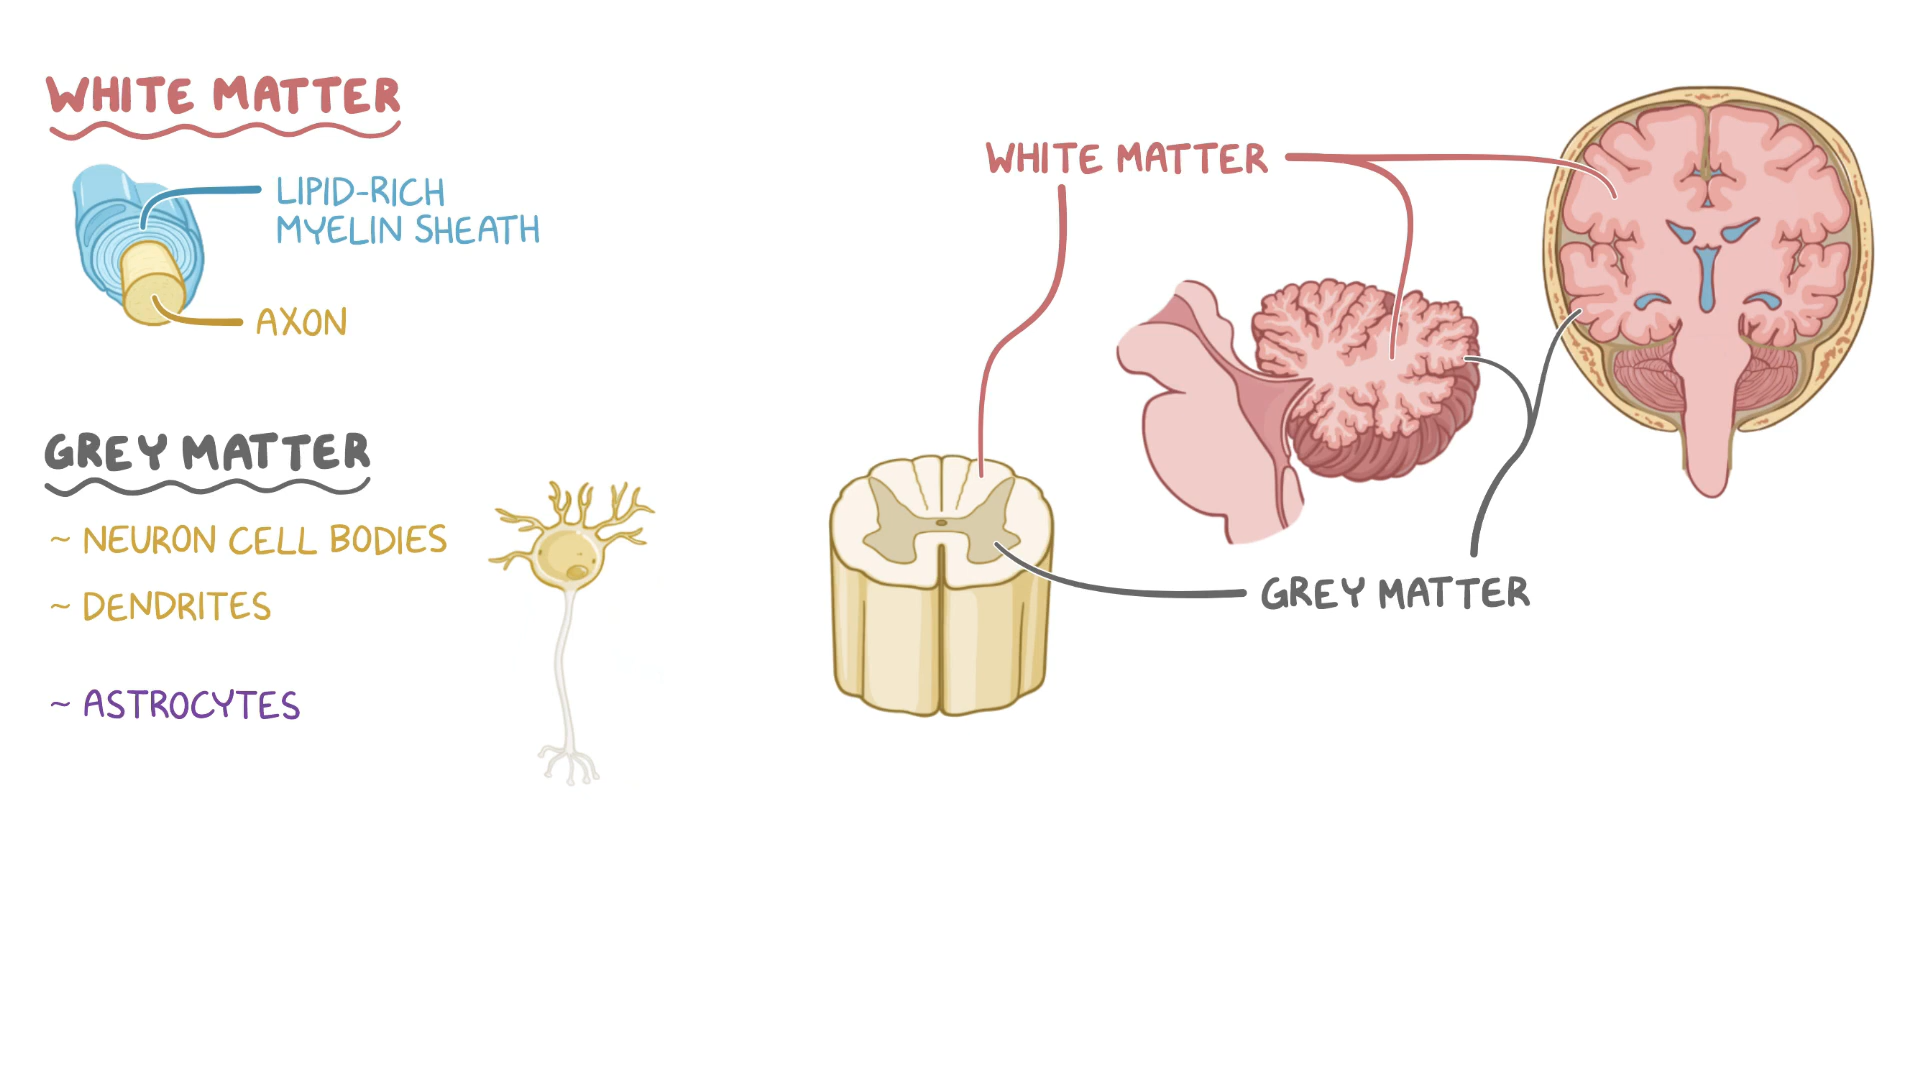 WHITE MATTER
LIPID-RICH
MYELIN SHEATH
AXON
GREY MATTER
~ NEURON CELL BODIES
~ DENDRITES
~ ASTROCYTES
WHITE MATTER
GREY MATTER